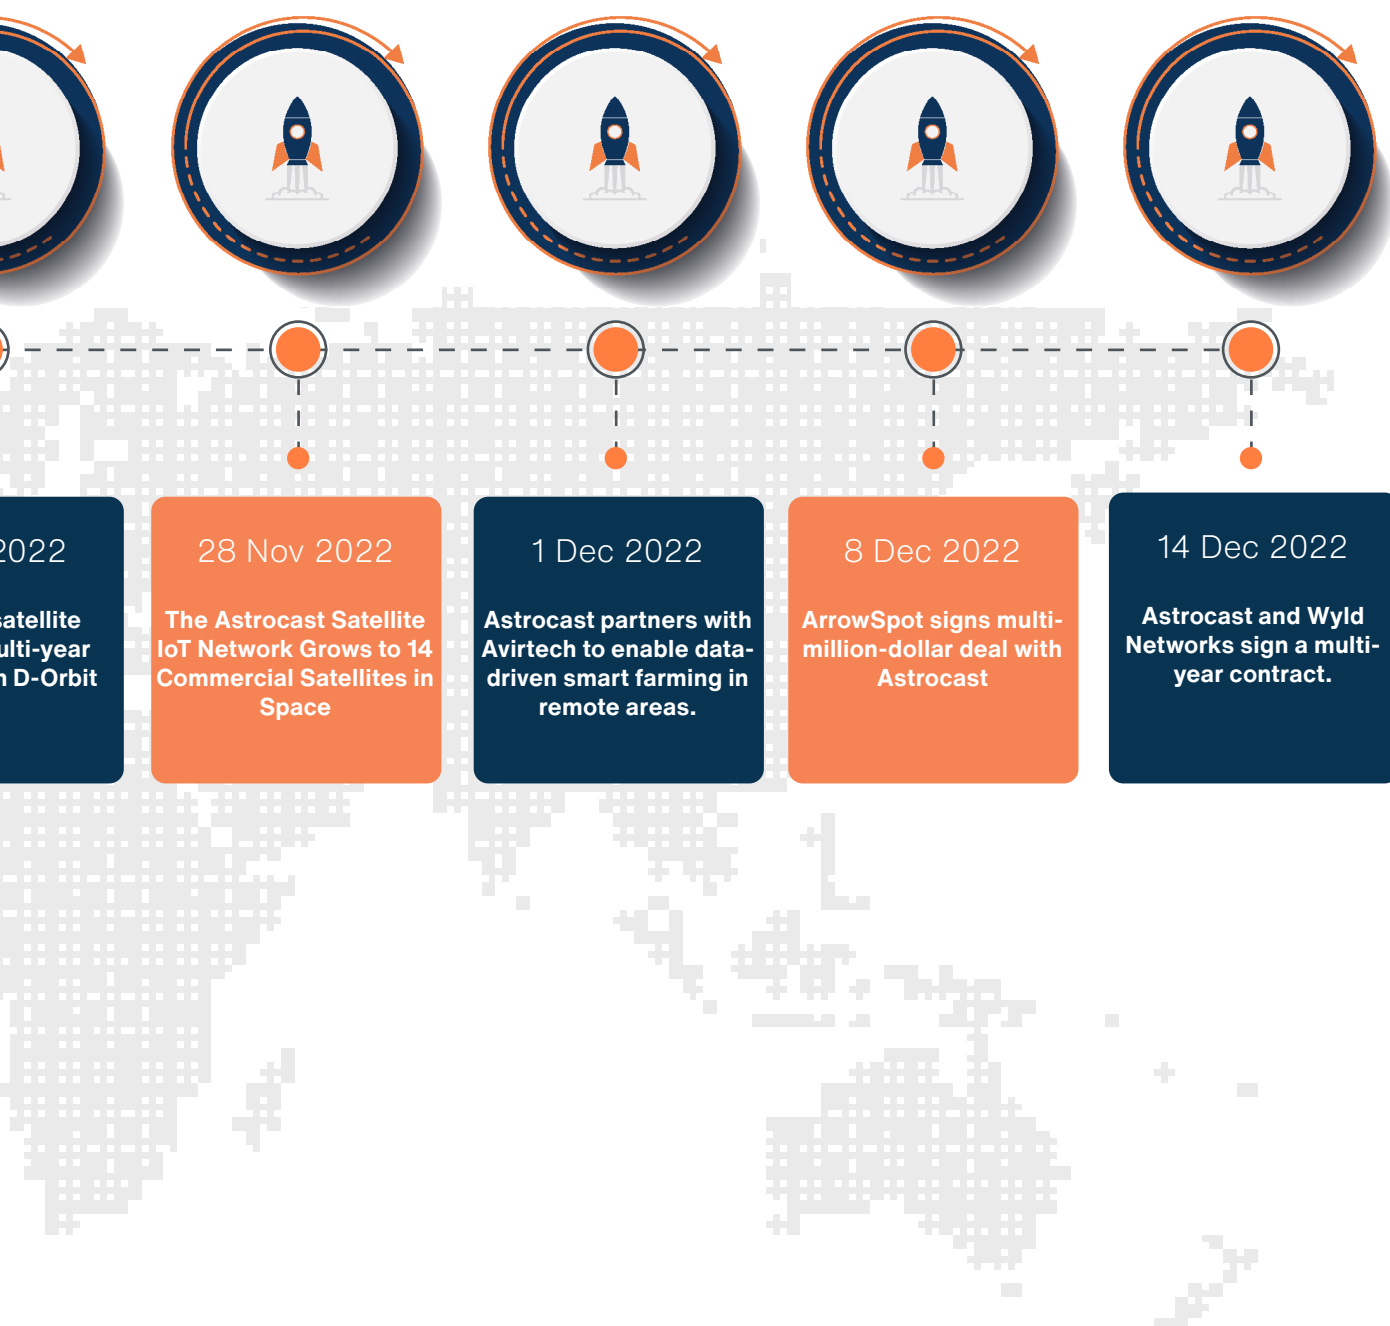 2022
satellite
multi-year
D-Orbit
28 Nov 2022
The Astrocast Satellite
IoT Network Grows to 14
Commercial Satellites in
Space
1 Dec 2022
Astrocast partners with
Avirtech to enable data-
driven smart farming in
remote areas.
8 Dec 2022
ArrowSpot signs multi-
million-dollar deal with
Astrocast
14 Dec 2022
Astrocast and Wyld
Networks sign a multi-
year contract.